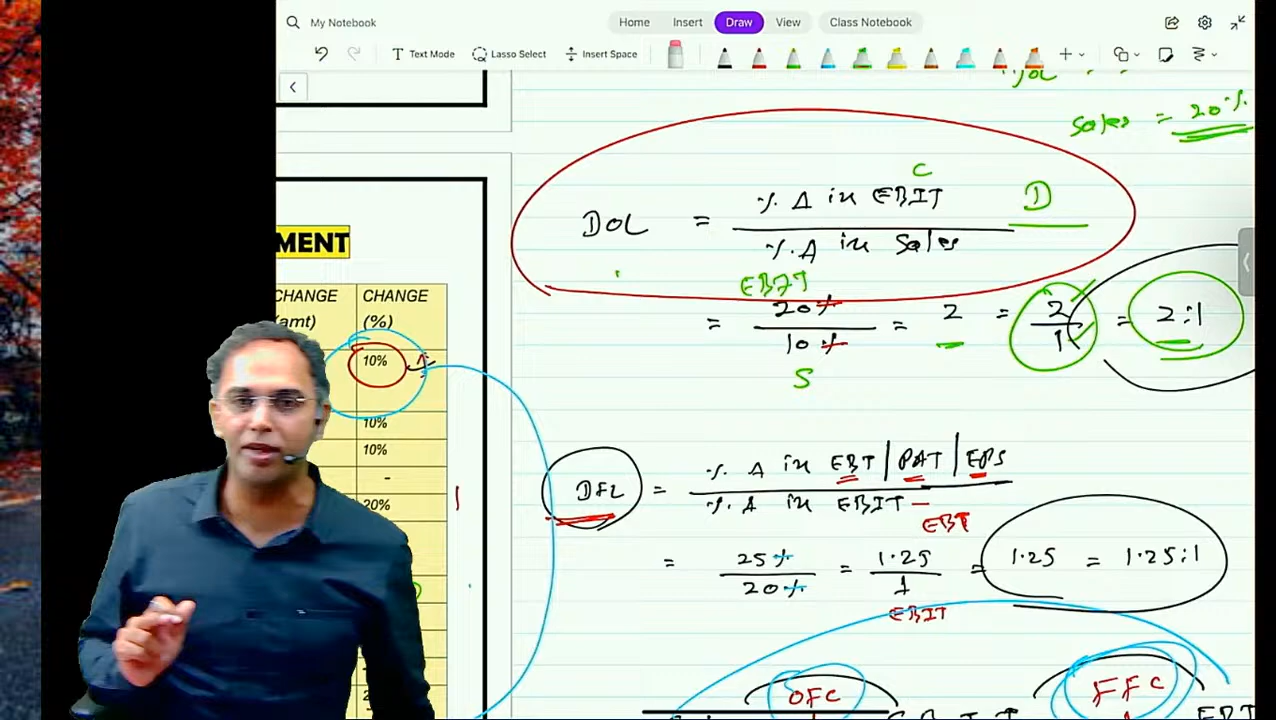 My Notebook
Home Insert Draw View Class Notebook
Text Mode Lasso Select Insert Space
Sales = 20%
MENT
CHANGE (amt) CHANGE (%)
10%
10%
10%
-
20%
C
DOL = % Δ in EBIT / % Δ in Sales D
EBIT
= 20% / 10% = 2 = 2/1 = 2:1
S
DFL = % Δ in EBT | PAT | EPS / % Δ in EBIT
EBT
= 25% / 20% = 1.25 / 1 = 1.25 = 1.25:1
EBIT
OFC FFC